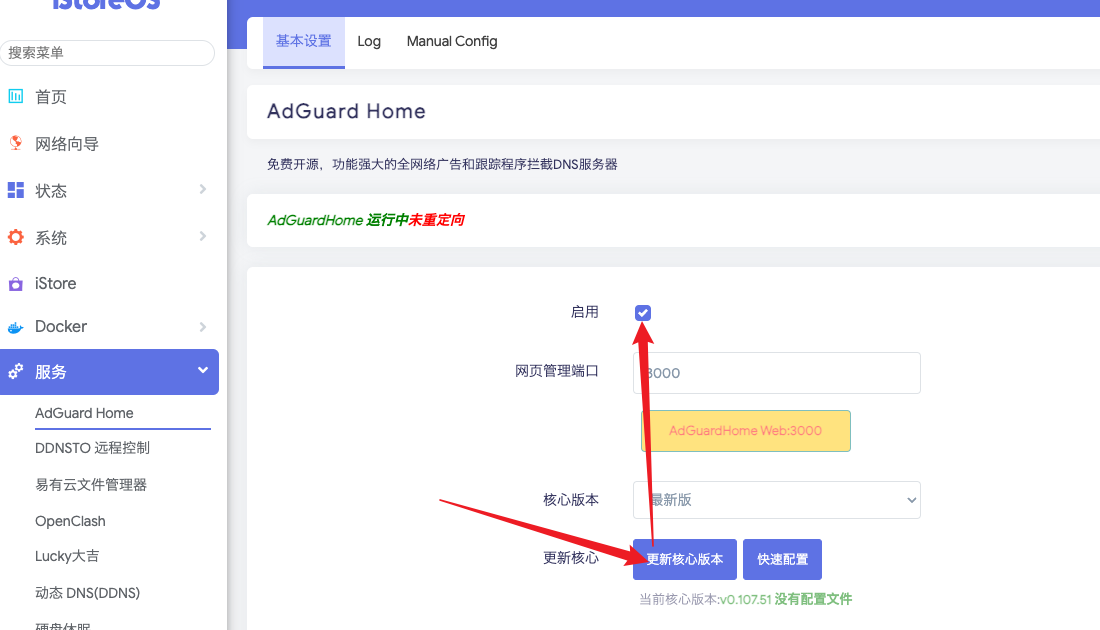 iStoreOS
搜索菜单
首页
网络向导
状态
系统
iStore
Docker
服务
AdGuard Home
DDNSTO 远程控制
易有云文件管理器
OpenClash
Lucky大吉
动态 DNS(DDNS)
硬盘休眠
基本设置 Log Manual Config
AdGuard Home
免费开源，功能强大的全网络广告和跟踪程序拦截DNS服务器
AdGuardHome 运行中未重定向
启用
网页管理端口 3000
AdGuardHome Web:3000
核心版本 最新版
更新核心 更新核心版本 快速配置
当前核心版本:v0.107.51 没有配置文件